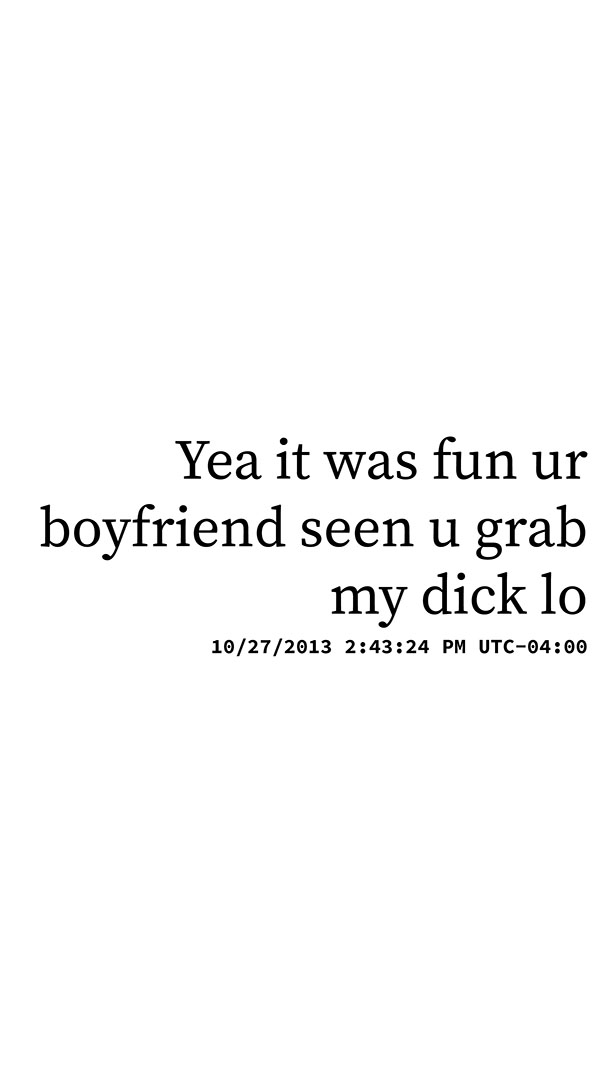 Yea it was fun ur
boyfriend seen u grab
my dick lo
10/27/2013 2:43:24 PM UTC-04:00